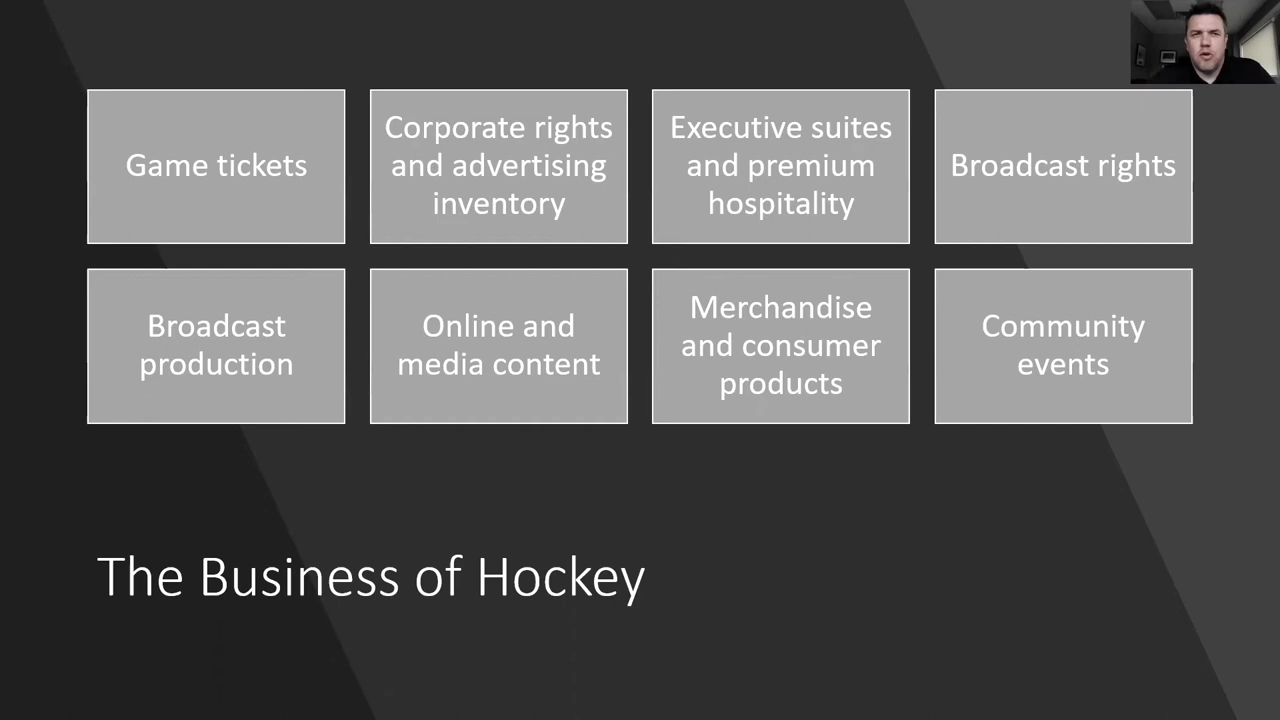 Game tickets
Corporate rights
and advertising
inventory
Executive suites
and premium
hospitality
Broadcast rights
Broadcast
production
Online and
media content
Merchandise
and consumer
products
Community
events
The Business of Hockey